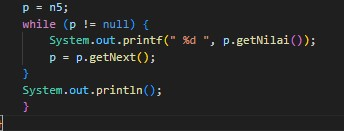 p = n5;
while (p != null) {
System.out.printf(" %d ", p.getNilai());
p = p.getNext();
}
System.out.println();
}